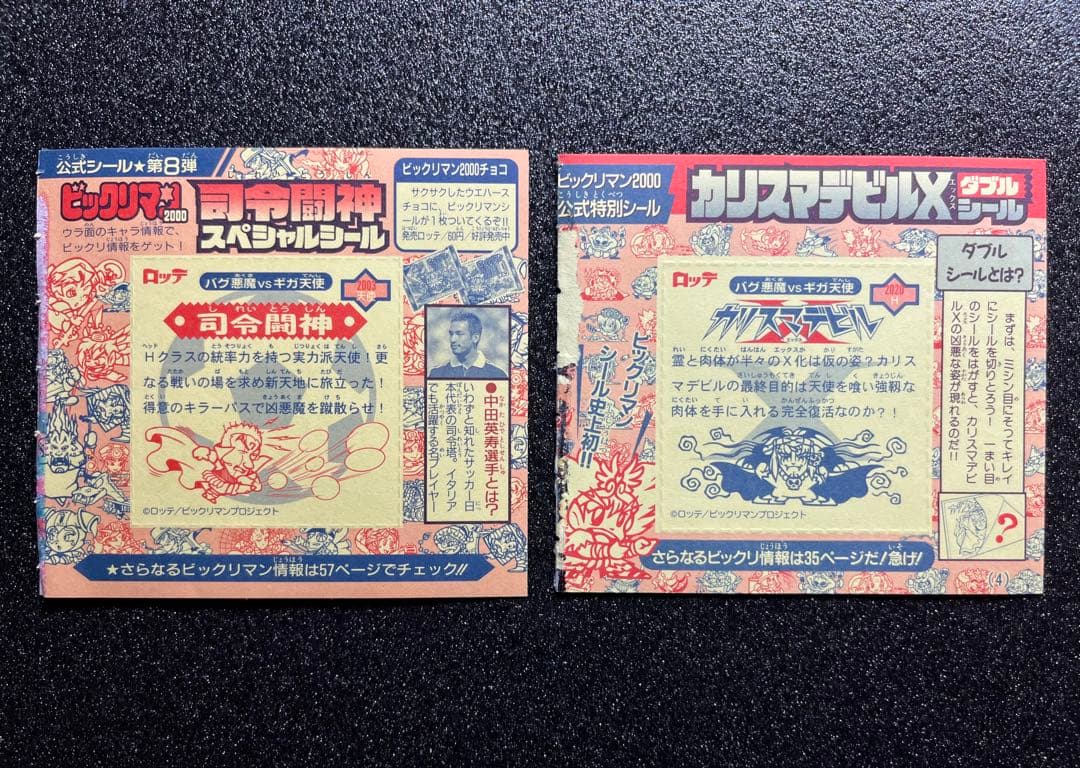 公式シール★第8弾
ビックリマン2000
司令闘神
スペシャルシール
ウラ面のキャラ情報で、
ビックリ情報をゲット！
ビックリマン2000チョコ
サクサクしたウエハース
チョコに、ビックリマンシー
ルが1枚ついてくるぞ!!
発売ロッテ/60円/好評発売中
ロッテ
バグ悪魔vsギガ天使
天使
司令闘神
Hクラスの統率力を持つ実力派天使！更
なる戦いの場を求め新天地に旅立った！
得意のキラーパスで凶悪魔を蹴散らせ！
©ロッテ/ビックリマンプロジェクト
●中田英寿選手とは？
いわずと知れたサッカー日
本代表の司令塔。イタリア
でも活躍する名プレイヤー
★さらなるビックリマン情報は57ページでチェック!!
ビックリマン2000
公式特別シール
カリスマデビルX
エックス
ダブル
シール
ダブル
シールとは？
まずは、ミシン目にそってキレイ
にシールを切りとろう！ 一まい目
のシールをはがすと、カリスマデビ
ルXの凶悪な姿が現れるのだ!!
ビックリマン
シール史上初!!
ロッテ
バグ悪魔vsギガ天使
2020
H
カリスマデビル
X
エックス
霊と肉体が半々のX化は仮の姿？カリス
マデビルの最終目的は天使を喰い強靱な
肉体を手に入れる完全復活なのか？！
©ロッテ/ビックリマンプロジェクト
?
さらなるビックリ情報は35ページだ！急げ！
(4)